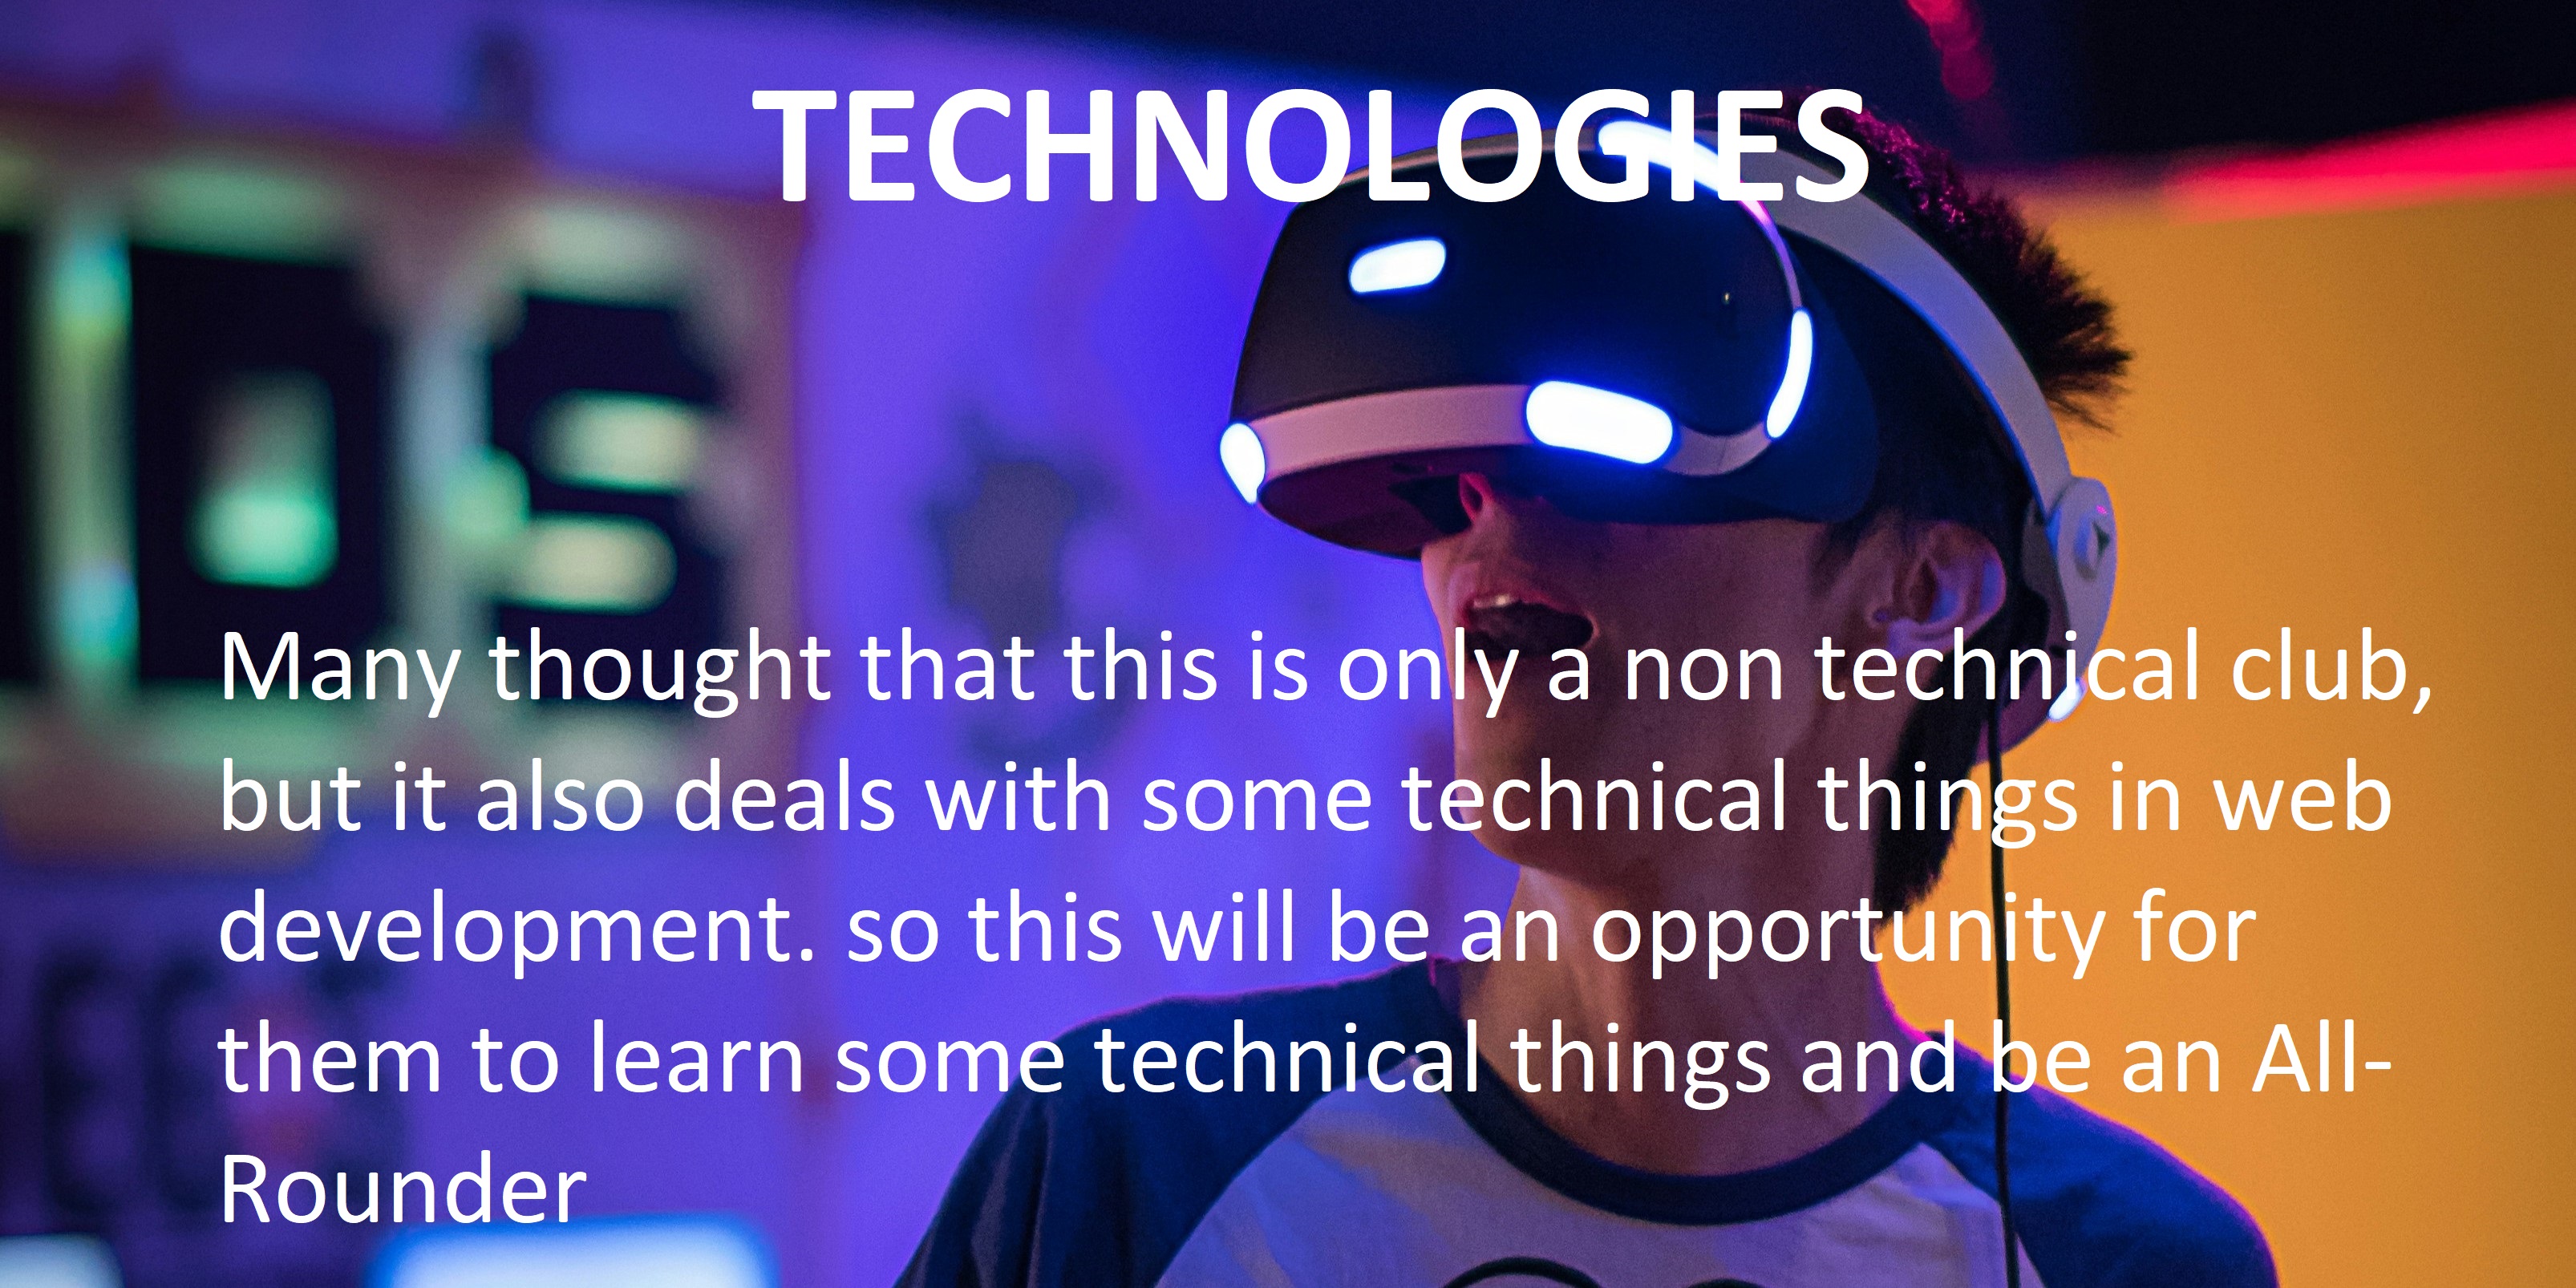 TECHNOLOGIES
Many thought that this is only a non technical club,
but it also deals with some technical things in web
development. so this will be an opportunity for
them to learn some technical things and be an All-
Rounder